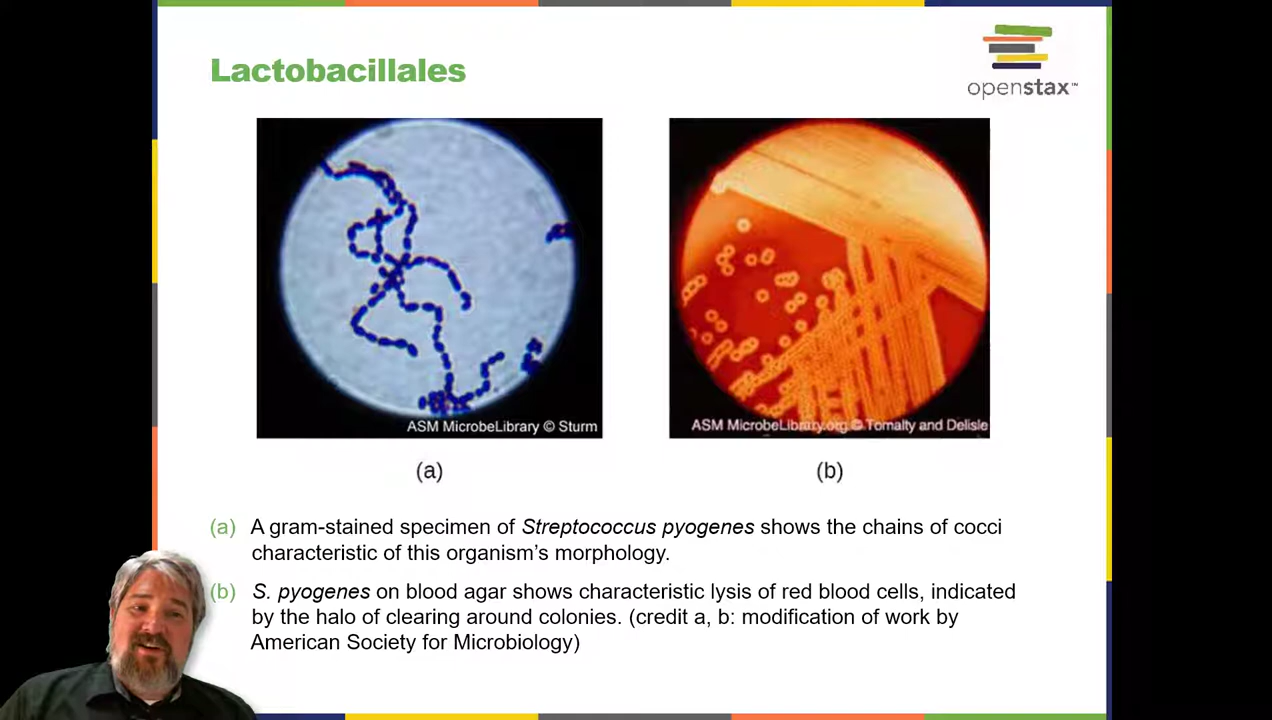 Lactobacillales
openstax™
ASM MicrobeLibrary © Sturm
ASM MicrobeLibrary.org © Tomalty and Delisle
(a)
(b)
(a) A gram-stained specimen of Streptococcus pyogenes shows the chains of cocci
characteristic of this organism’s morphology.
(b) S. pyogenes on blood agar shows characteristic lysis of red blood cells, indicated
by the halo of clearing around colonies. (credit a, b: modification of work by
American Society for Microbiology)